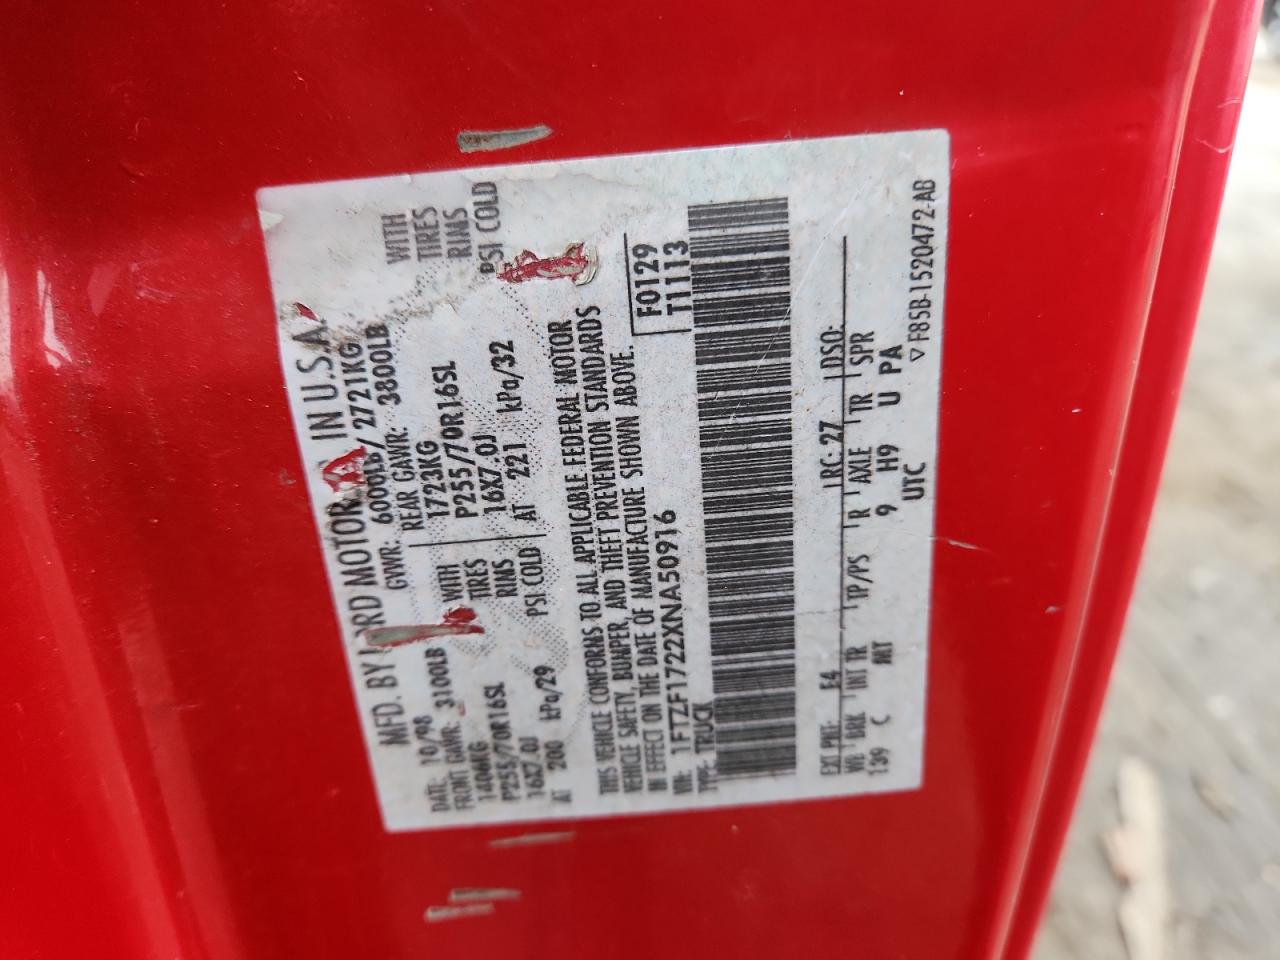 MFD. BY FORD MOTOR IN U.S.A.
DATE: 10/98 GVWR: 6000LB/ 2721KG
FRONT GAWR: 3100LB REAR GAWR: 3800LB
1404KG WITH 1723KG WITH
P255/70R16SL TIRES P255/70R16SL TIRES
16X7.0J RIMS 16X7.0J RIMS
AT 200 kPa/29 PSI COLD AT 221 kPa/32 PSI COLD
THIS VEHICLE CONFORMS TO ALL APPLICABLE FEDERAL MOTOR
VEHICLE SAFETY, BUMPER, AND THEFT PREVENTION STANDARDS
IN EFFECT ON THE DATE OF MANUFACTURE SHOWN ABOVE.
VIN: 1FTZF1722XNA50916 F0129
TYPE: TRUCK T1113
EXT PNT: E4 RC: 27 DSO:
WB BRK INT TR TP/PS R AXLE TR SPR
139 C MT 9 H9 U PA
UTC
▽ F85B-1520472-AB